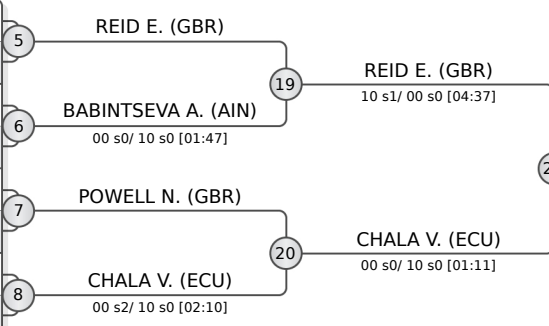 REID E. (GBR)
5
19
REID E. (GBR)
10 s1/ 00 s0 [04:37]
BABINTSEVA A. (AIN)
6
00 s0/ 10 s0 [01:47]
POWELL N. (GBR)
7
20
CHALA V. (ECU)
00 s0/ 10 s0 [01:11]
CHALA V. (ECU)
8
00 s2/ 10 s0 [02:10]